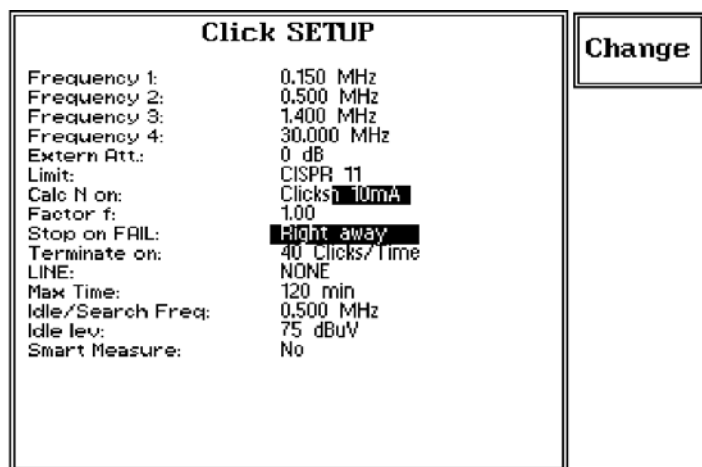 Click SETUP
Change
Frequency 1: 0.150 MHz
Frequency 2: 0.500 MHz
Frequency 3: 1.400 MHz
Frequency 4: 30.000 MHz
Extern Att.: 0 dB
Limit: CISPR 11
Calc N on: Clicks 10mA
Factor f: 1.00
Stop on FAIL: Right away
Terminate on: 40 Clicks/Time
LINE: NONE
Max Time: 120 min
Idle/Search Freq: 0.500 MHz
Idle lev: 75 dBuV
Smart Measure: No